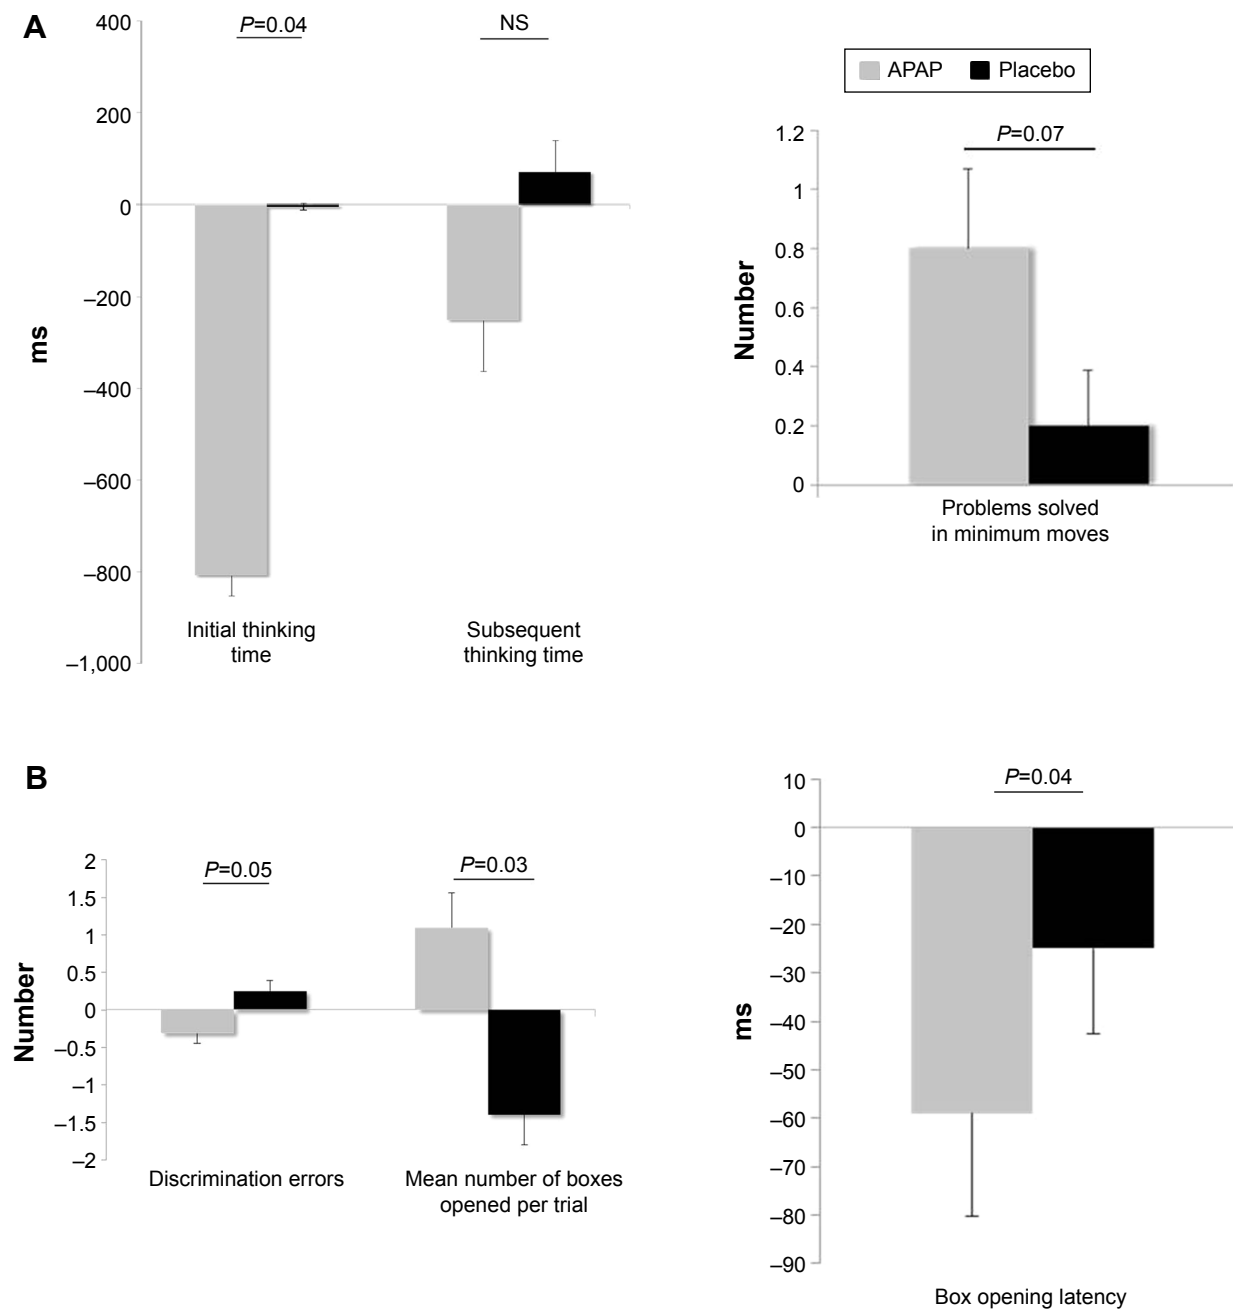 A
400
200
0
–200
–400
–600
–800
–1,000
ms
P=0.04
NS
Initial thinking
time
Subsequent
thinking time
APAP
Placebo
1.2
1
0.8
0.6
0.4
0.2
0
Number
P=0.07
Problems solved
in minimum moves
B
2
1.5
1
0.5
0
–0.5
–1
–1.5
–2
Number
P=0.05
P=0.03
Discrimination errors
Mean number of boxes
opened per trial
10
0
–10
–20
–30
–40
–50
–60
–70
–80
–90
ms
P=0.04
Box opening latency